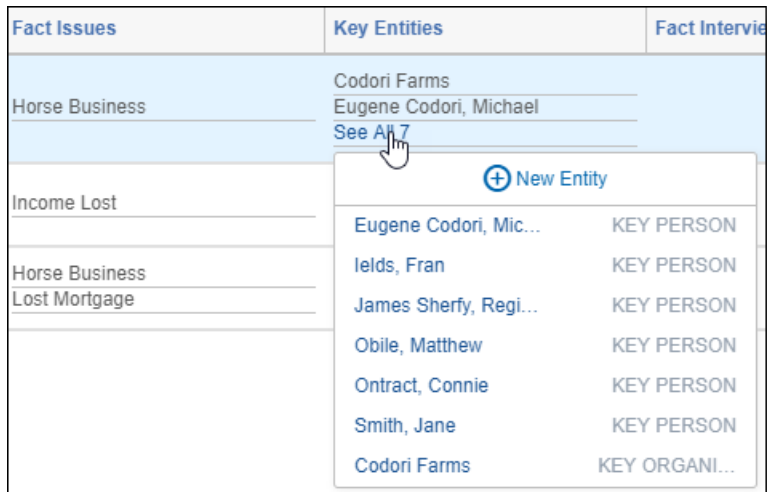 Fact Issues Key Entities Fact Intervie
Codori Farms
Horse Business Eugene Codori, Michael
See All 7
New Entity
Income Lost
Eugene Codori, Mic... KEY PERSON
Ields, Fran KEY PERSON
Horse Business
Lost Mortgage
James Sherfy, Regi... KEY PERSON
Obile, Matthew KEY PERSON
Ontract, Connie KEY PERSON
Smith, Jane KEY PERSON
Codori Farms KEY ORGANI...